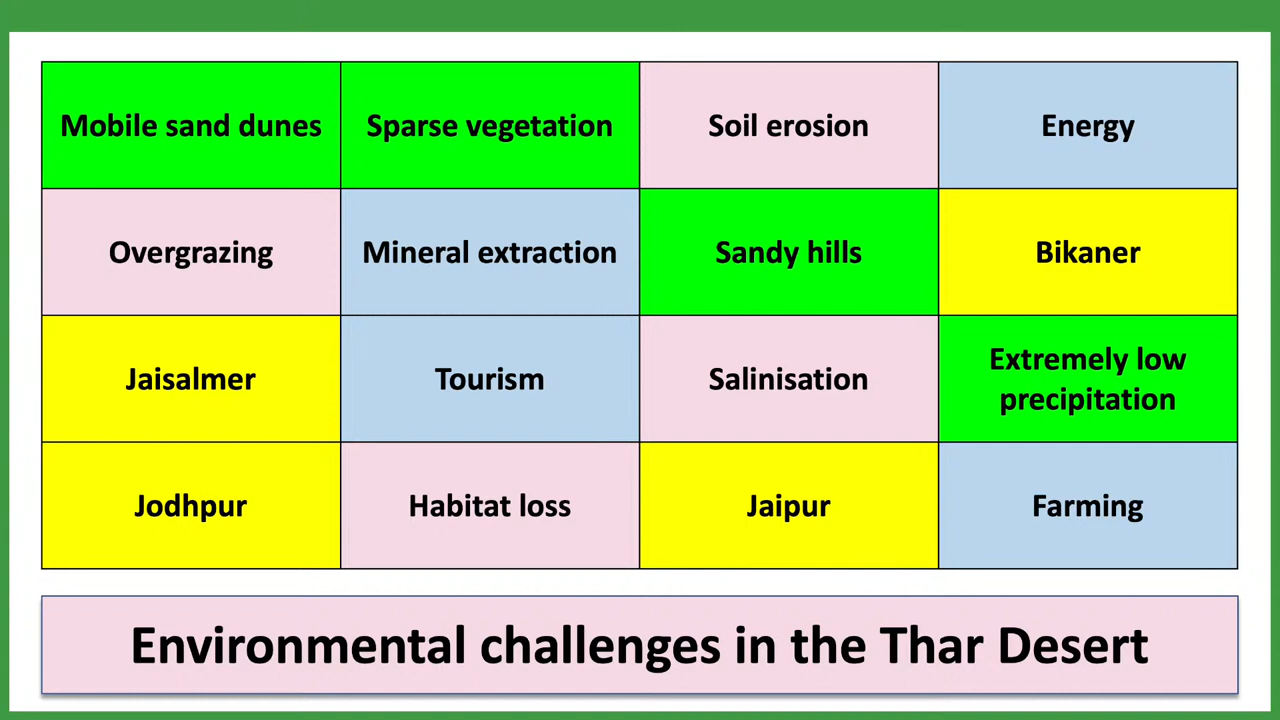 Mobile sand dunes
Sparse vegetation
Soil erosion
Energy
Overgrazing
Mineral extraction
Sandy hills
Bikaner
Jaisalmer
Tourism
Salinisation
Extremely low
precipitation
Jodhpur
Habitat loss
Jaipur
Farming
Environmental challenges in the Thar Desert